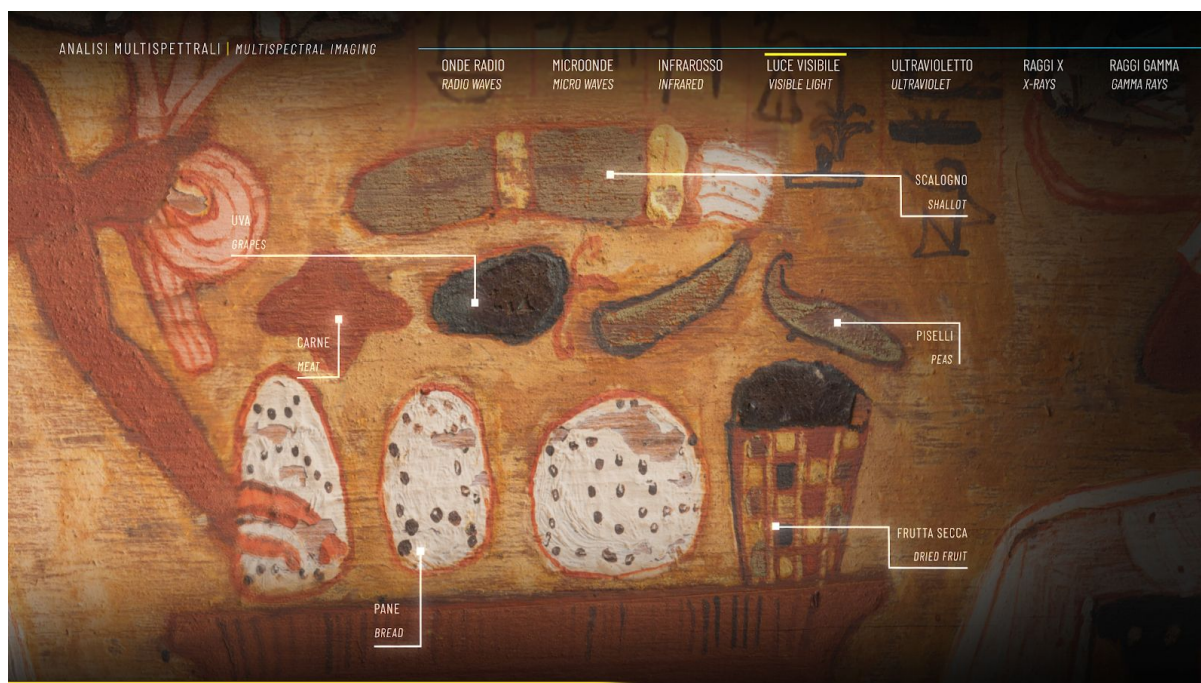 ANALISI MULTISPETTRALI | MULTISPECTRAL IMAGING
ONDE RADIO
RADIO WAVES
MICROONDE
MICRO WAVES
INFRAROSSO
INFRARED
LUCE VISIBILE
VISIBLE LIGHT
ULTRAVIOLETTO
ULTRAVIOLET
RAGGI X
X-RAYS
RAGGI GAMMA
GAMMA RAYS
SCALOGNO
SHALLOT
UVA
GRAPES
CARNE
MEAT
PISELLI
PEAS
FRUTTA SECCA
DRIED FRUIT
PANE
BREAD